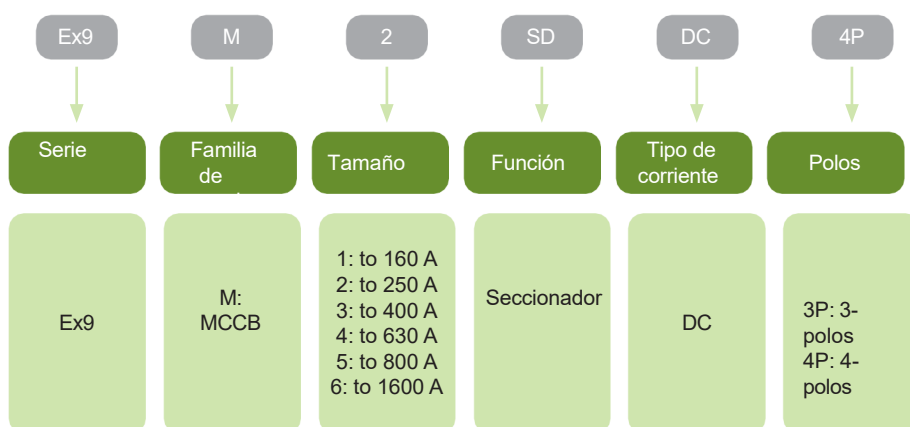 Ex9 M 2 SD DC 4P
Serie
Familia
de
Tamaño
Función
Tipo de
corriente
Polos
Ex9
M:
MCCB
1: to 160 A
2: to 250 A
3: to 400 A
4: to 630 A
5: to 800 A
6: to 1600 A
Seccionador
DC
3P: 3-
polos
4P: 4-
polos